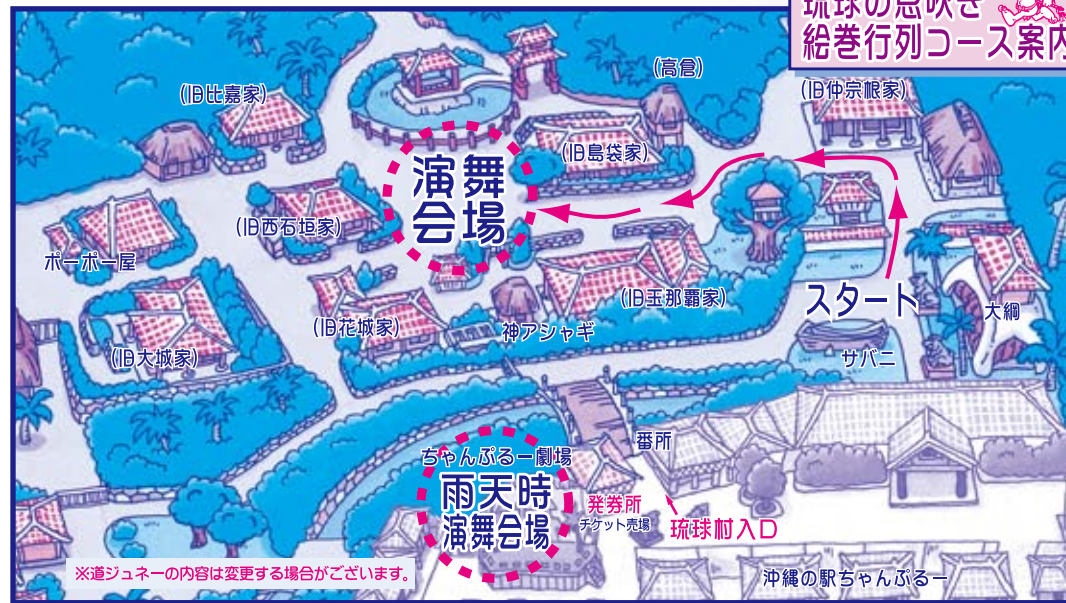 琉球の息吹き
絵巻行列コース案内
(旧比嘉家)
(高倉)
(旧仲宗根家)
(旧島袋家)
演舞
会場
(旧西石垣家)
ポーポー屋
(旧玉那覇家)
スタート
大綱
(旧花城家)
神アシャギ
(旧大城家)
サバニ
番所
ちゃんぷるー劇場
雨天時
演舞会場
発券所
チケット売場
琉球村入口
※道ジュネーの内容は変更する場合がございます。
沖縄の駅ちゃんぷるー